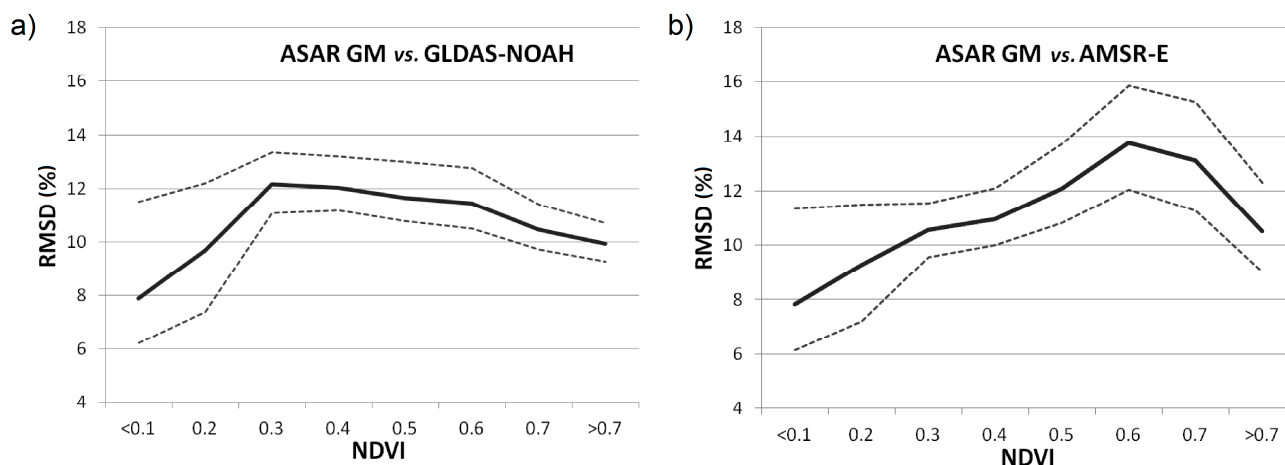 a)
ASAR GM vs. GLDAS-NOAH
RMSD (%)
18
16
14
12
10
8
6
4
<0.1 0.2 0.3 0.4 0.5 0.6 0.7 >0.7
NDVI
b)
ASAR GM vs. AMSR-E
RMSD (%)
18
16
14
12
10
8
6
4
<0.1 0.2 0.3 0.4 0.5 0.6 0.7 >0.7
NDVI